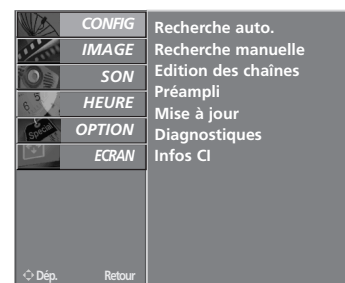 CONFIG
IMAGE
SON
HEURE
OPTION
ECRAN
Recherche auto.
Recherche manuelle
Edition des chaînes
Préampli
Mise à jour
Diagnostiques
Infos CI
Dép. Retour